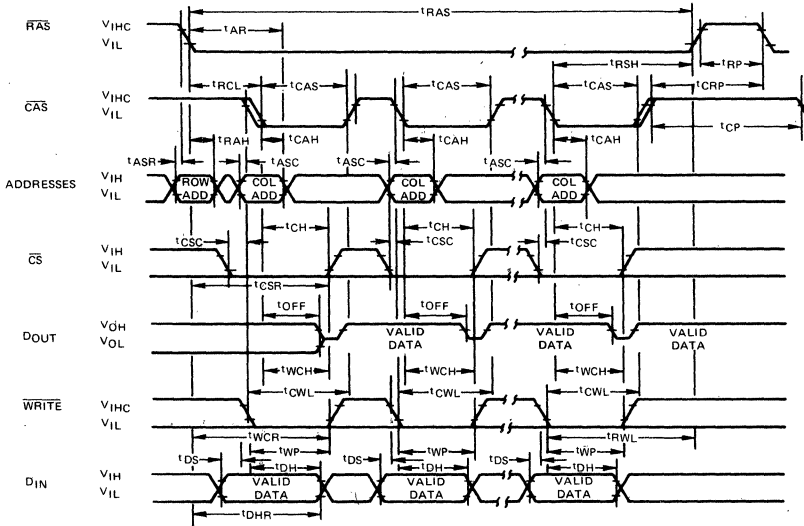 tRAS
RAS VIHC VIL
tAR
tRSH tRP
tRCL tCAS tCAS tCAS tCRP
CAS VIHC VIL
tRAH tCAH tCAH tCAH tCP
tASR tASC tASC tASC
ADDRESSES VIH VIL
ROW ADD COL ADD COL ADD COL ADD
tCH tCH tCH
tCSC tCSC tCSC
CS VIH VIL
tCSR
tOFF tOFF tOFF
DOUT VOH VOL
VALID DATA VALID DATA VALID DATA
tWCH tWCH tWCH
tCWL tCWL tCWL
WRITE VIHC VIL
tWCR tRWL
tWP tWP tWP
tDS tDH tDS tDH tDS tDH
DIN VIH VIL
VALID DATA VALID DATA VALID DATA
tDHR